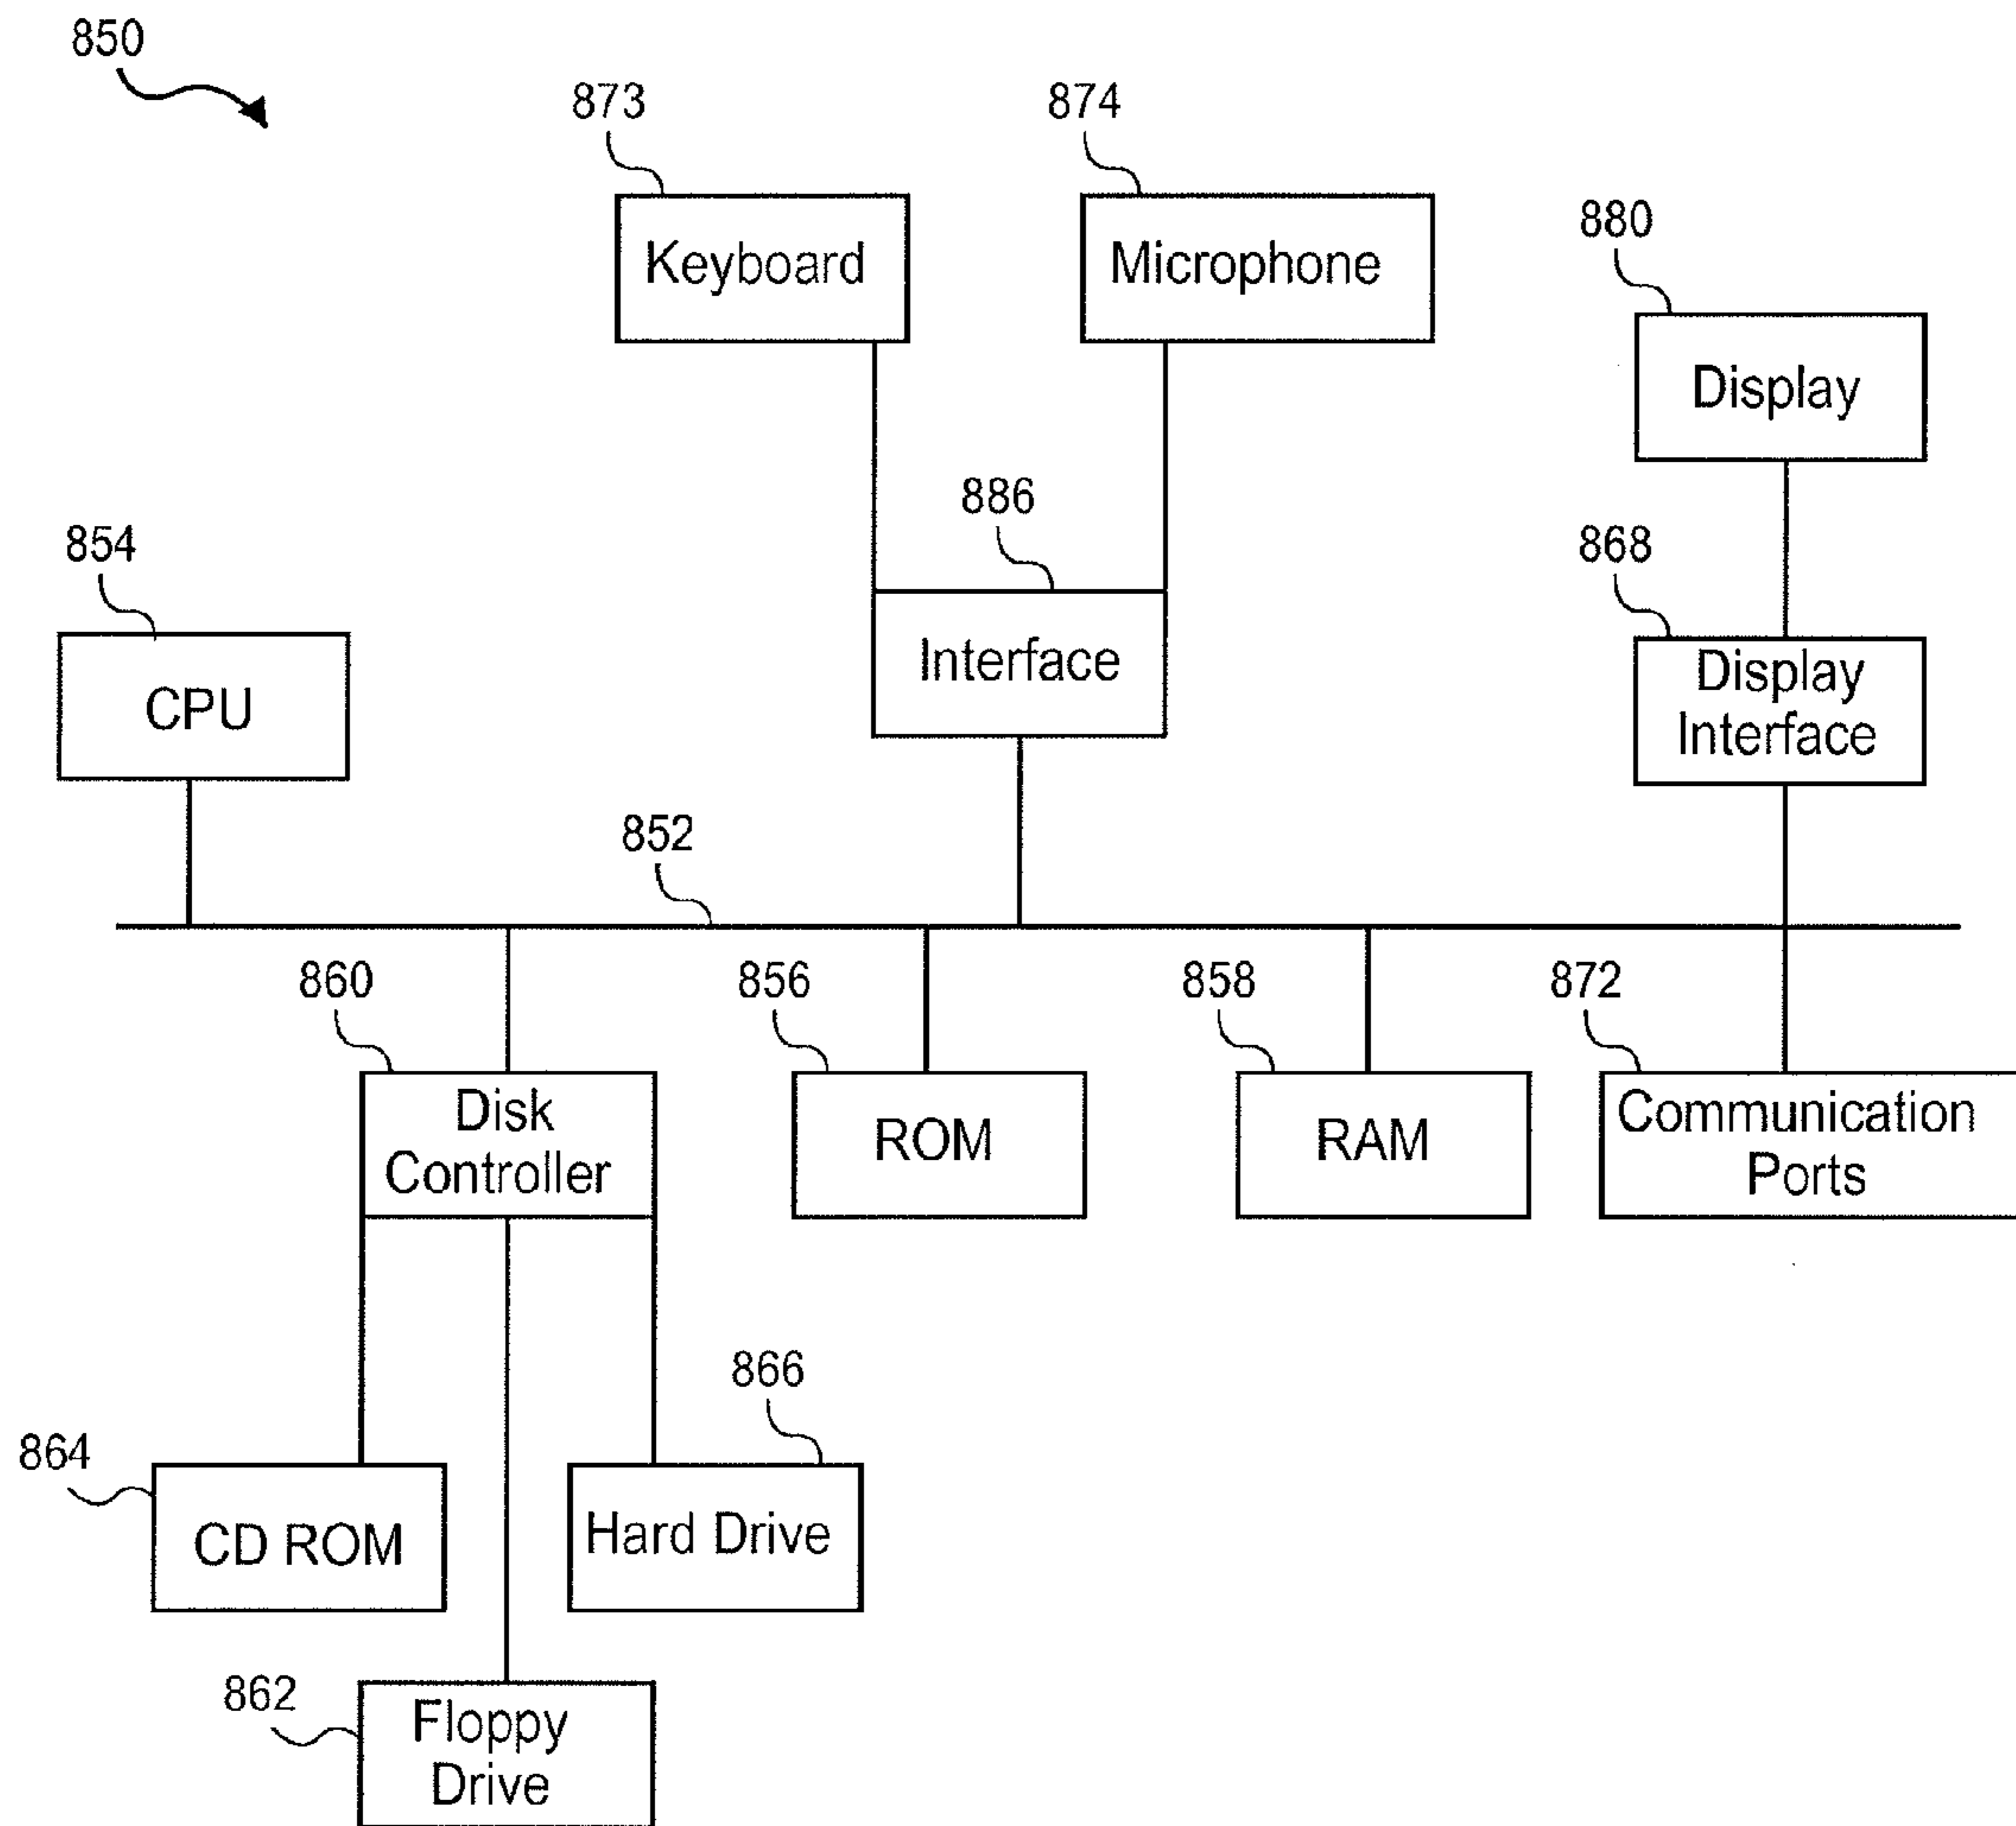 850
873
874
Keyboard
Microphone
880
Display
886
854
868
Interface
CPU
Display
Interface
852
860
856
858
872
Disk
Controller
ROM
RAM
Communication
Ports
866
864
CD ROM
Hard Drive
862
Floppy
Drive